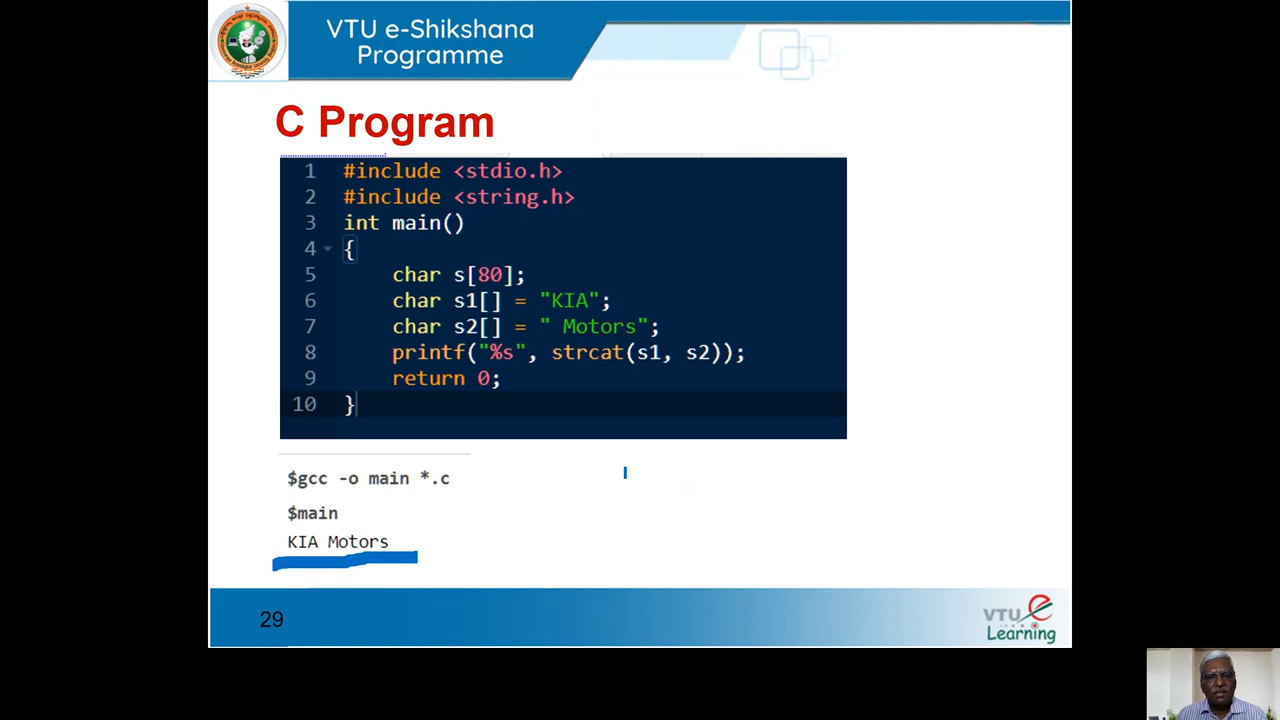 VTU e-Shikshana
Programme
C Program
1 #include <stdio.h>
2 #include <string.h>
3 int main()
4 {
5 char s[80];
6 char s1[] = "KIA";
7 char s2[] = " Motors";
8 printf("%s", strcat(s1, s2));
9 return 0;
10 }
$gcc -o main *.c
$main
KIA Motors
29
VTU e
Learning